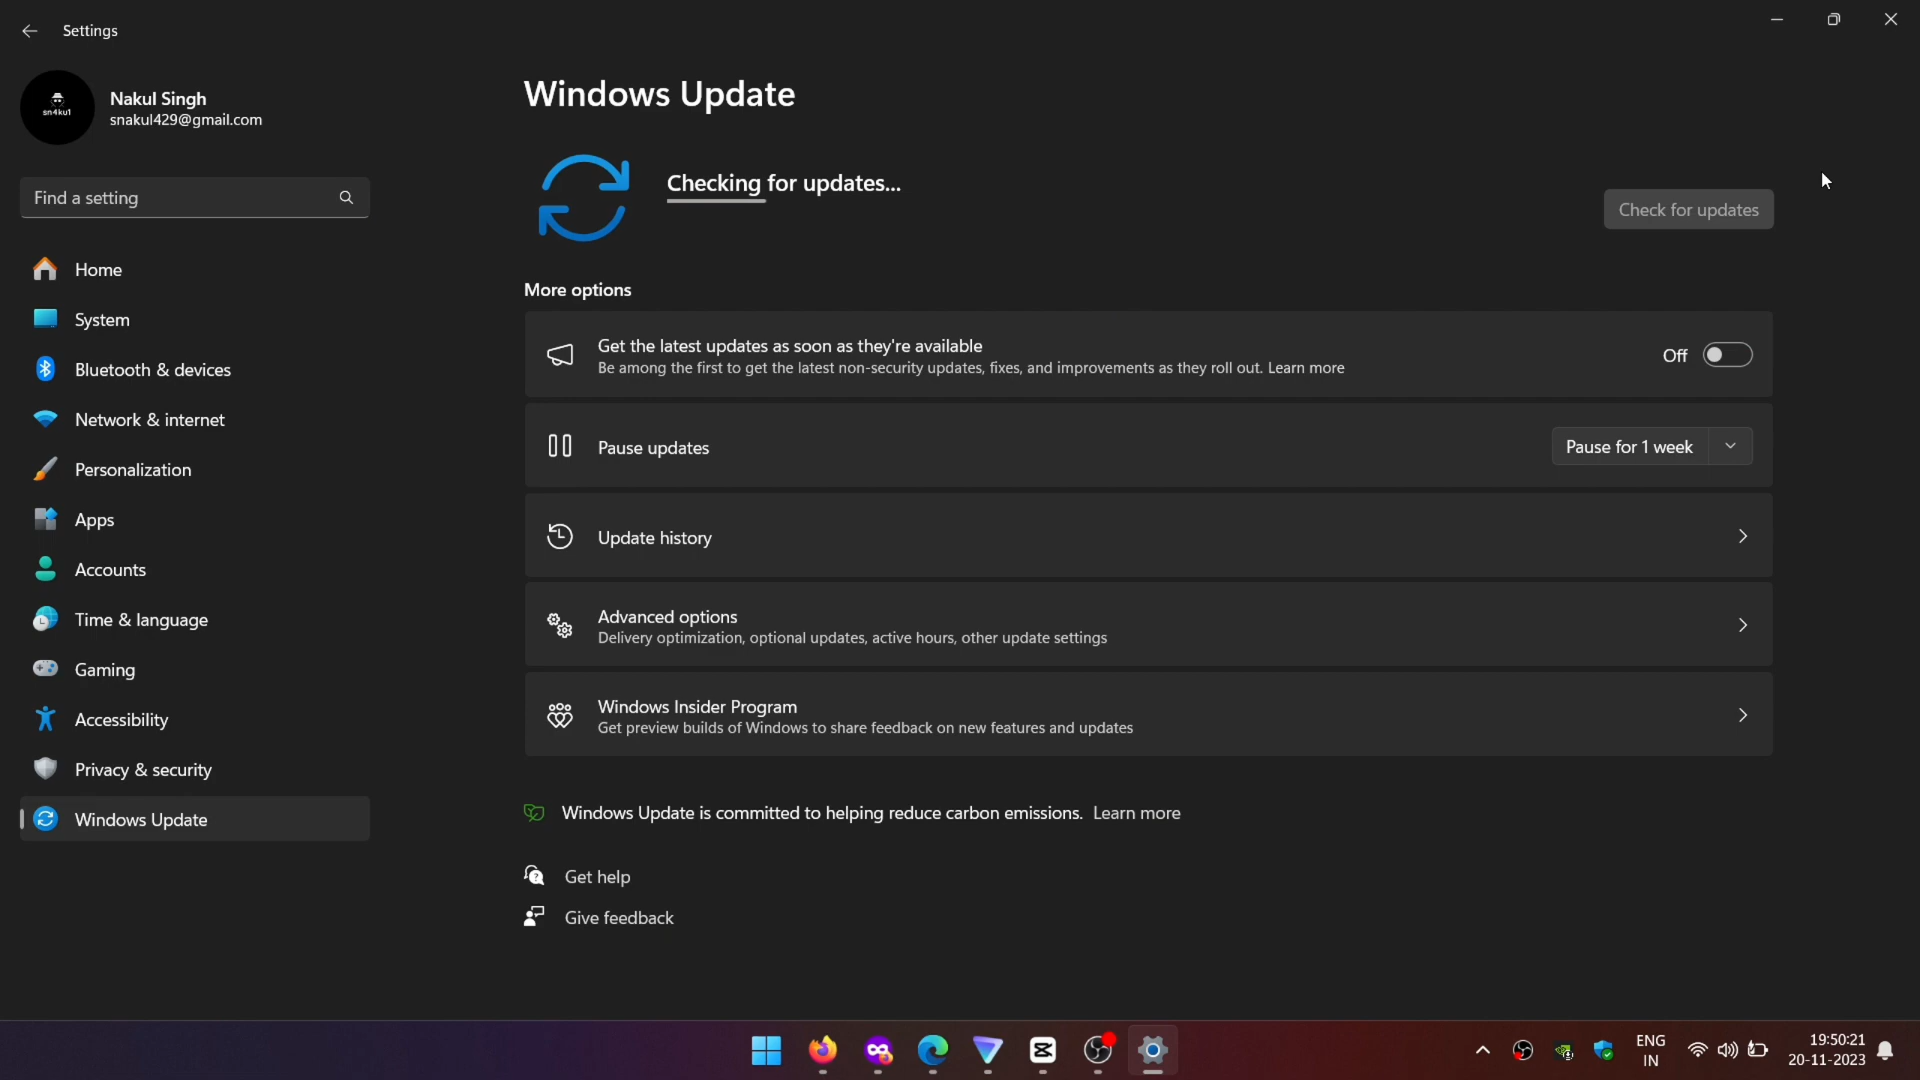 Settings
Nakul Singh
snakul429@gmail.com
sn4ku1
Find a setting
Home
System
Bluetooth & devices
Network & internet
Personalization
Apps
Accounts
Time & language
Gaming
Accessibility
Privacy & security
Windows Update
Windows Update
Checking for updates...
Check for updates
More options
Get the latest updates as soon as they're available
Be among the first to get the latest non-security updates, fixes, and improvements as they roll out. Learn more
Off
Pause updates
Pause for 1 week
Update history
Advanced options
Delivery optimization, optional updates, active hours, other update settings
Windows Insider Program
Get preview builds of Windows to share feedback on new features and updates
Windows Update is committed to helping reduce carbon emissions. Learn more
Get help
Give feedback
ENG
IN
19:50:21
20-11-2023